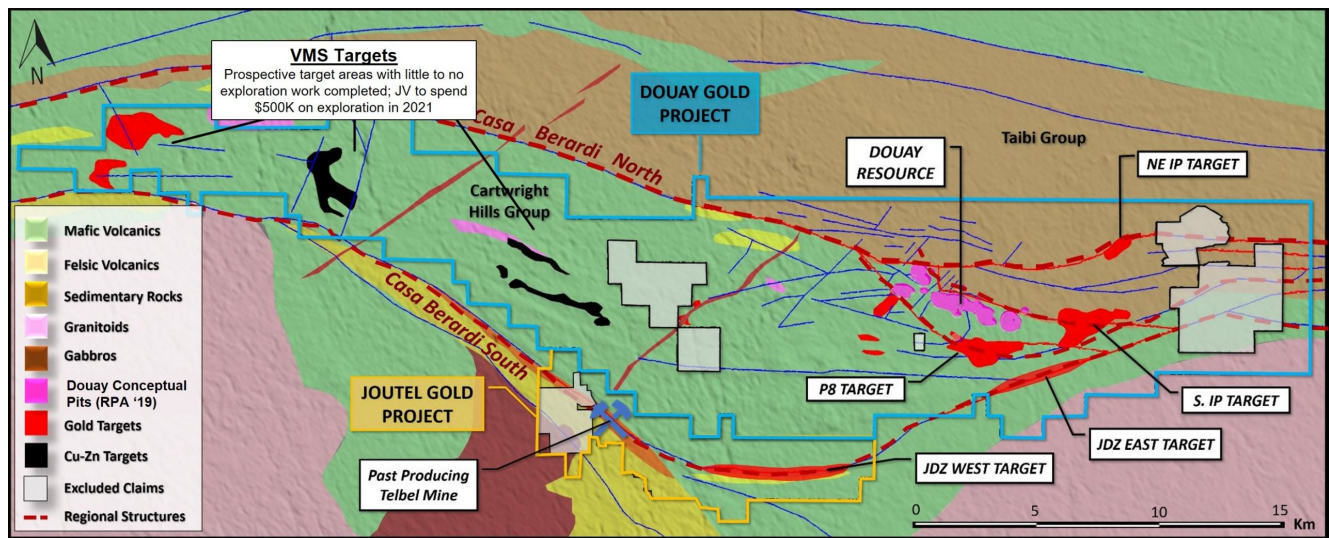 N
VMS Targets
Prospective target areas with little to no
exploration work completed; JV to spend
$500K on exploration in 2021
DOUAY GOLD
PROJECT
Casa Berardi North
Taibi Group
DOUAY
RESOURCE
NE IP TARGET
Cartwright
Hills Group
Mafic Volcanics
Felsic Volcanics
Sedimentary Rocks
Granitoids
Gabbros
Douay Conceptual
Pits (RPA ‘19)
Gold Targets
Cu-Zn Targets
Excluded Claims
Regional Structures
Casa Berardi South
JOUTEL GOLD
PROJECT
Past Producing
Telbel Mine
P8 TARGET
S. IP TARGET
JDZ EAST TARGET
JDZ WEST TARGET
0 5 10 15
Km